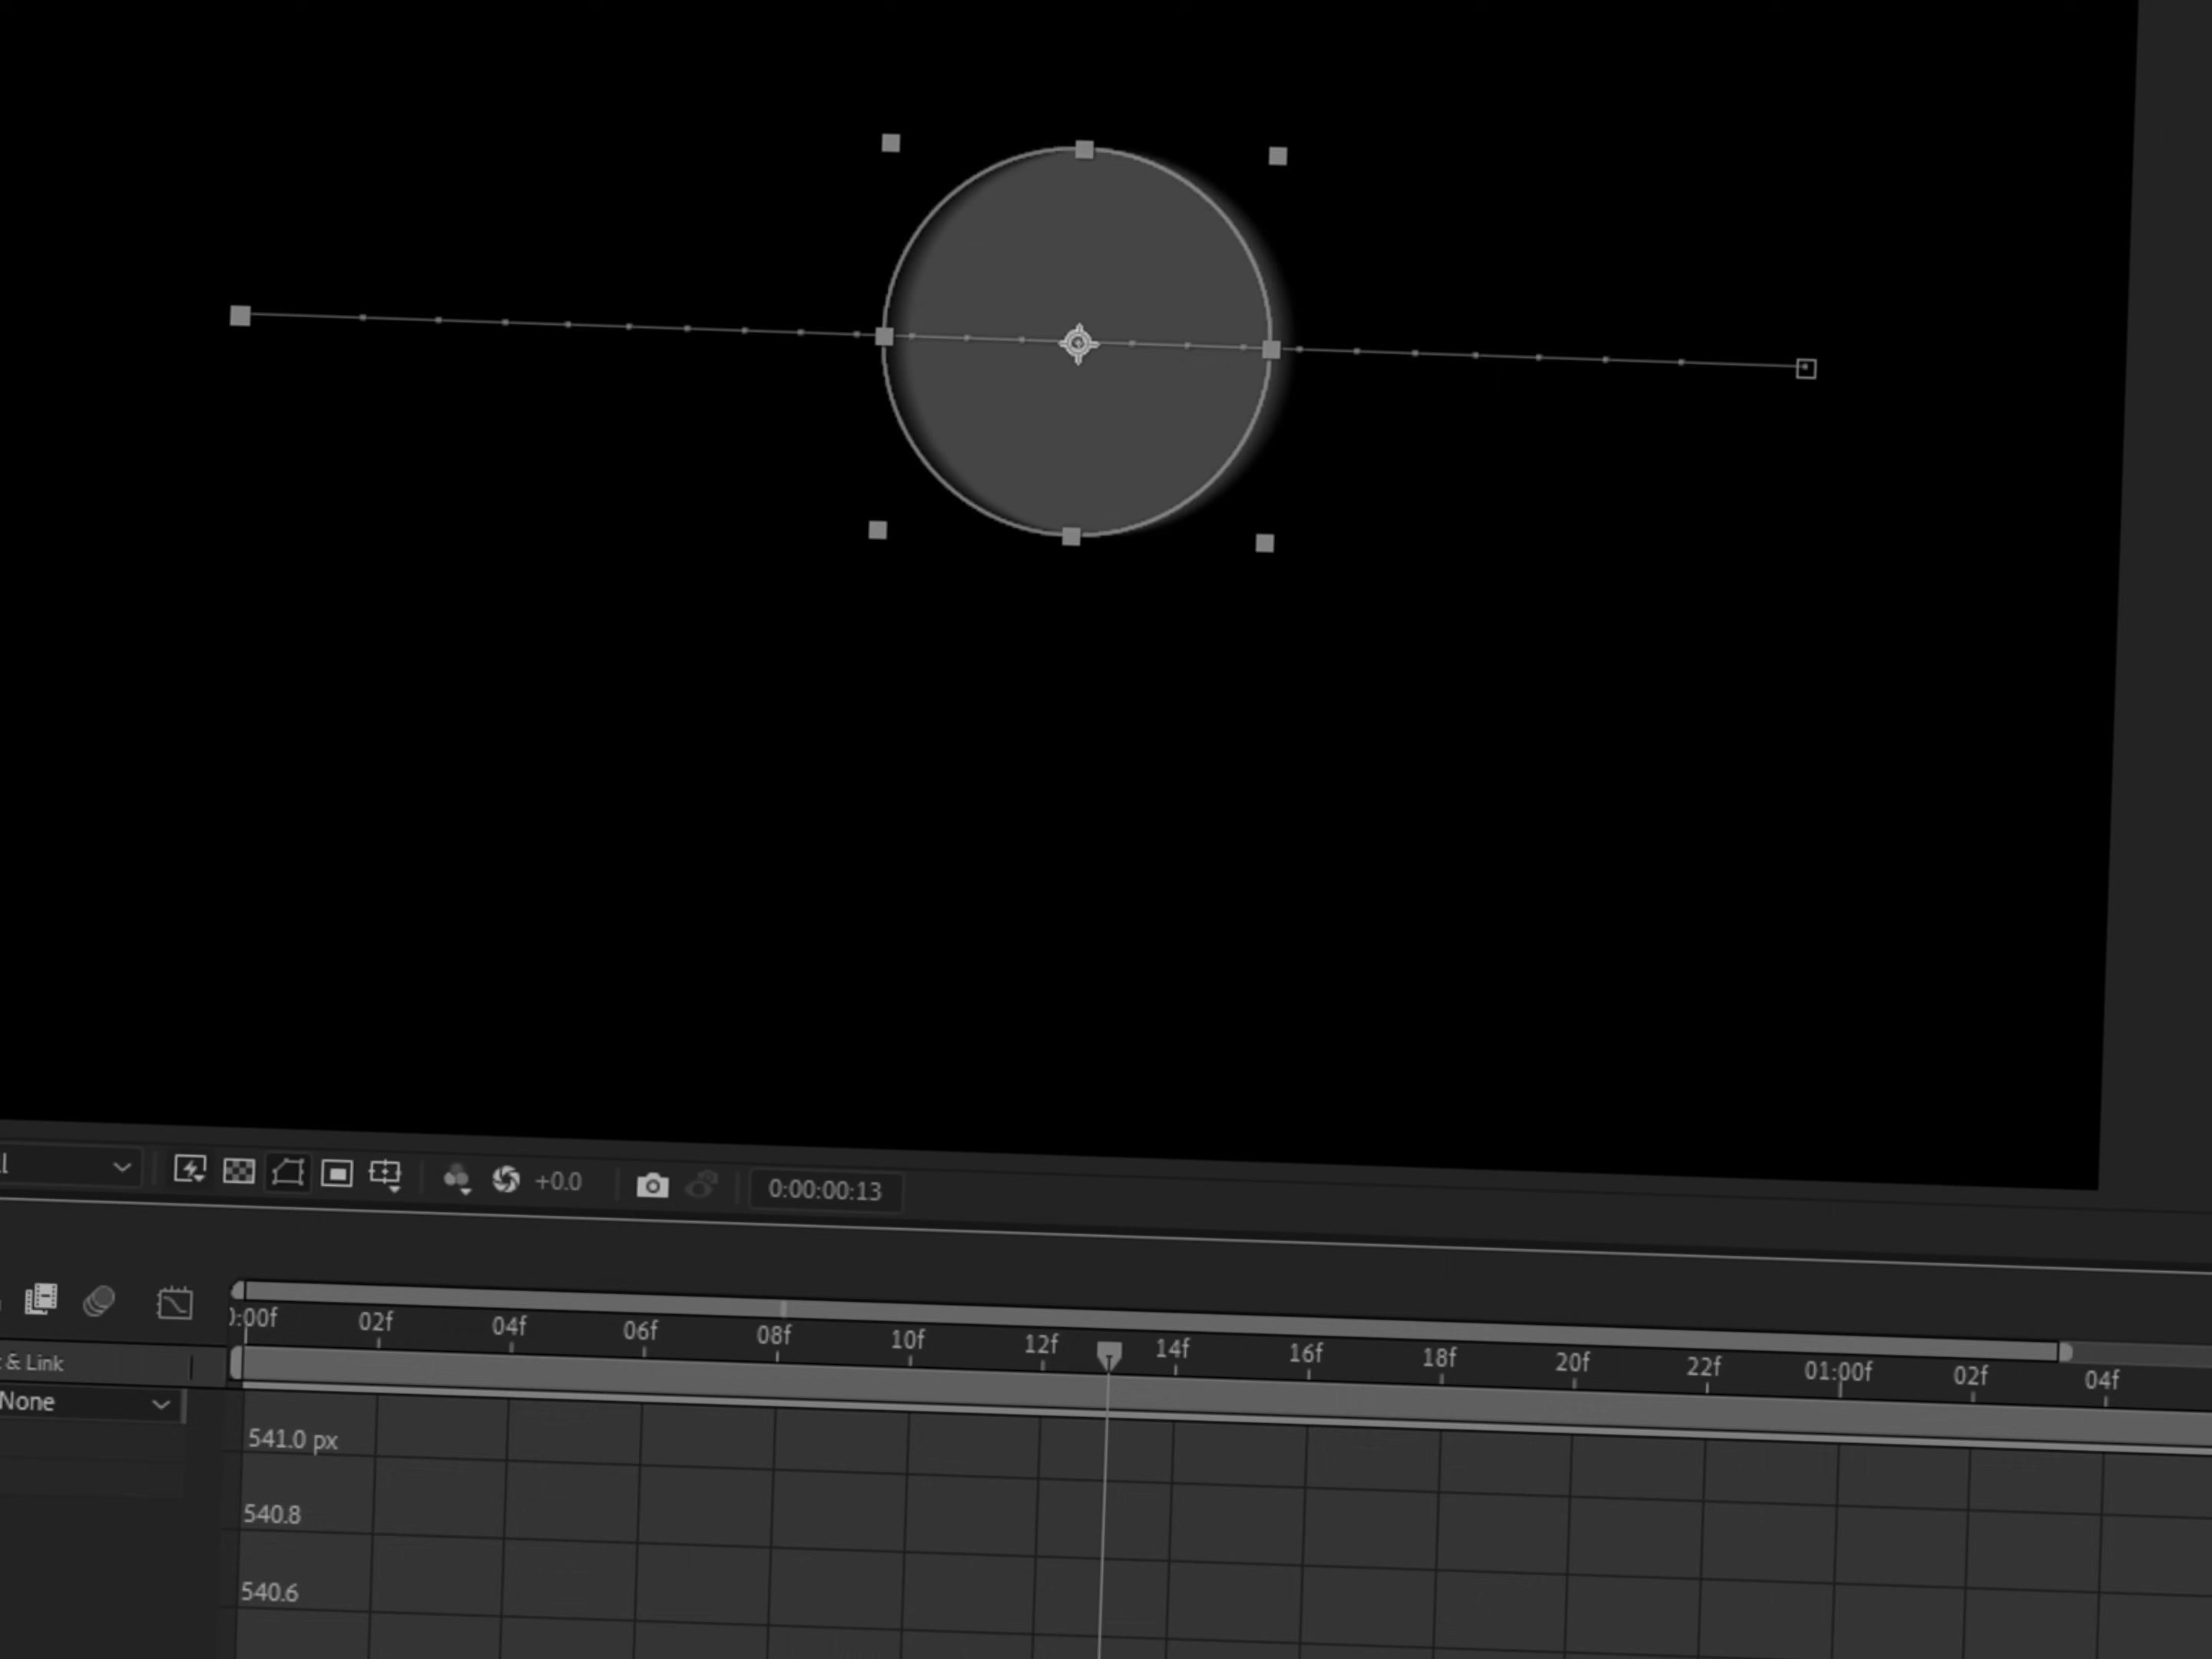 +0.0
0:00:00:13
:00f 02f 04f 06f 08f 10f 12f 14f 16f 18f 20f 22f 01:00f 02f 04f
& Link
None
541.0 px
540.8
540.6